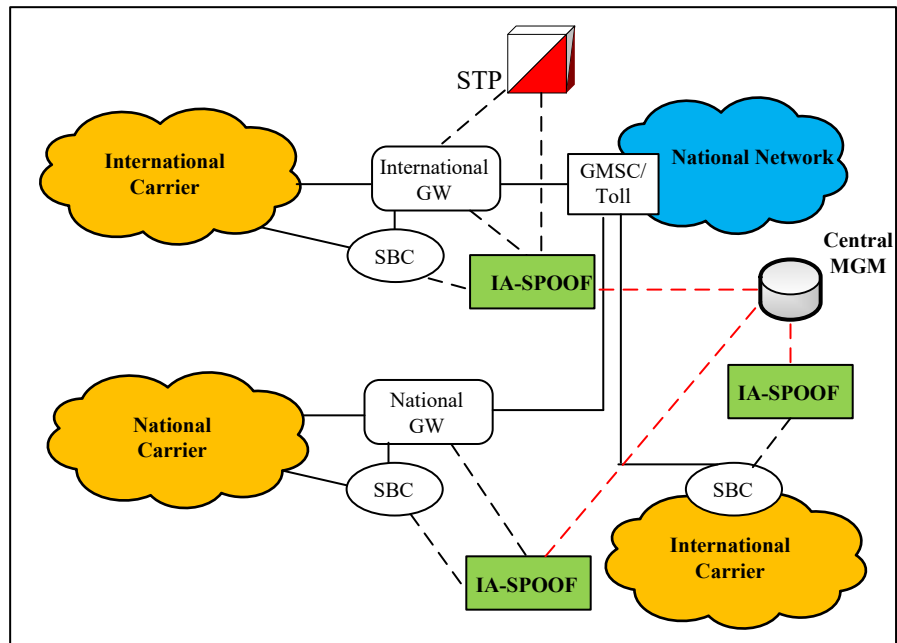 STP
International
Carrier
International
GW
GMSC/
Toll
National Network
SBC
IA-SPOOF
Central
MGM
National
Carrier
National
GW
IA-SPOOF
SBC
SBC
International
Carrier
IA-SPOOF